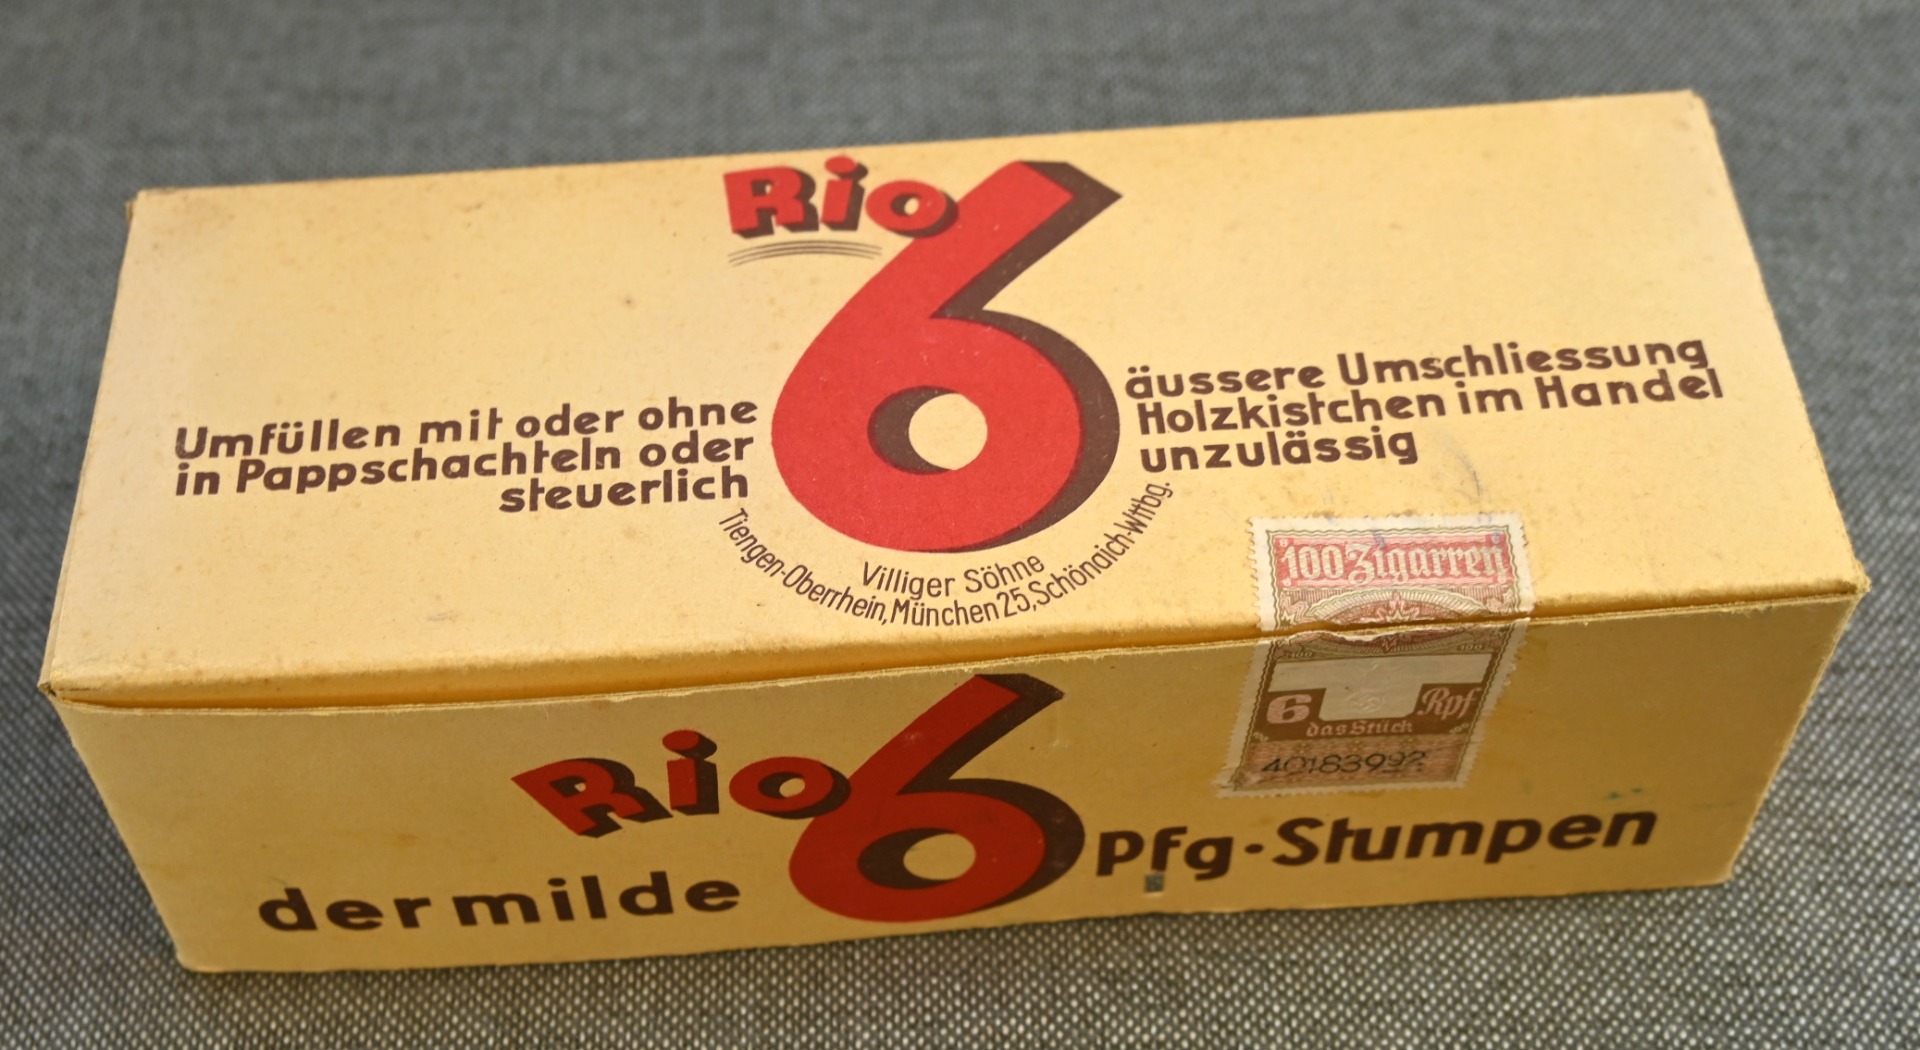 Rio 6
Umfüllen mit oder ohne
in Pappschachteln oder
steuerlich
äussere Umschliessung
Holzkistchen im Handel
unzulässig
Villiger Söhne
Tiengen-Oberrhein, München 25, Schönaich-Wttbg.
100 Zigarren
6 Rpf
das Stück
40183992
Rio 6
der milde Pfg·Stumpen